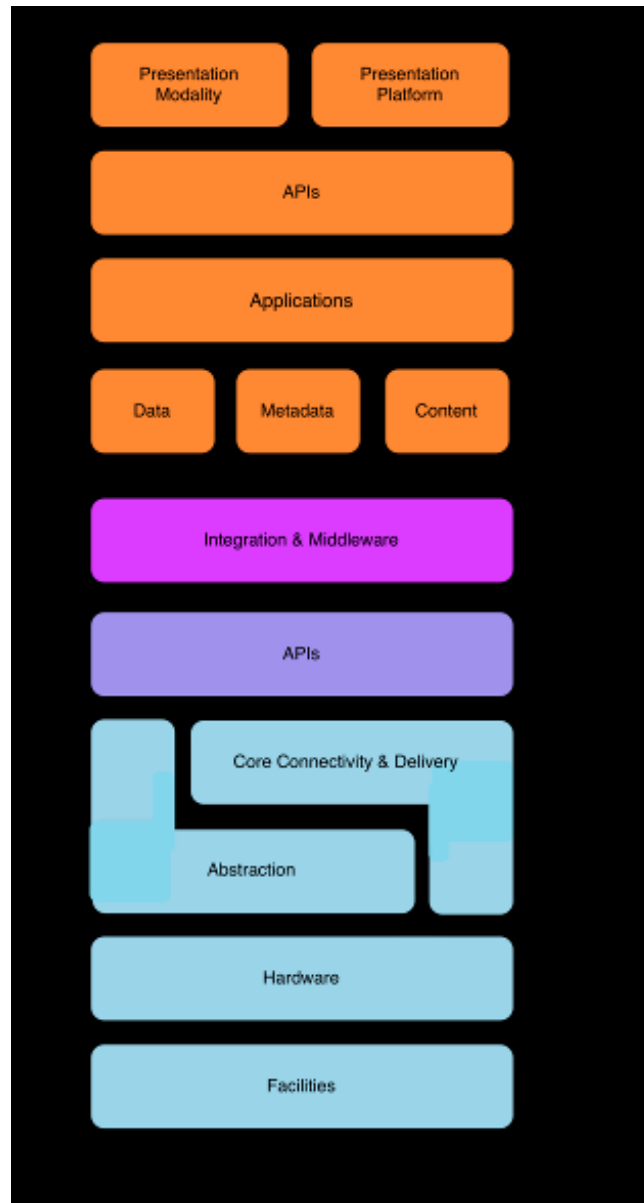 Presentation
Modality
Presentation
Platform
APIs
Applications
Data
Metadata
Content
Integration & Middleware
APIs
Core Connectivity & Delivery
Abstraction
Hardware
Facilities